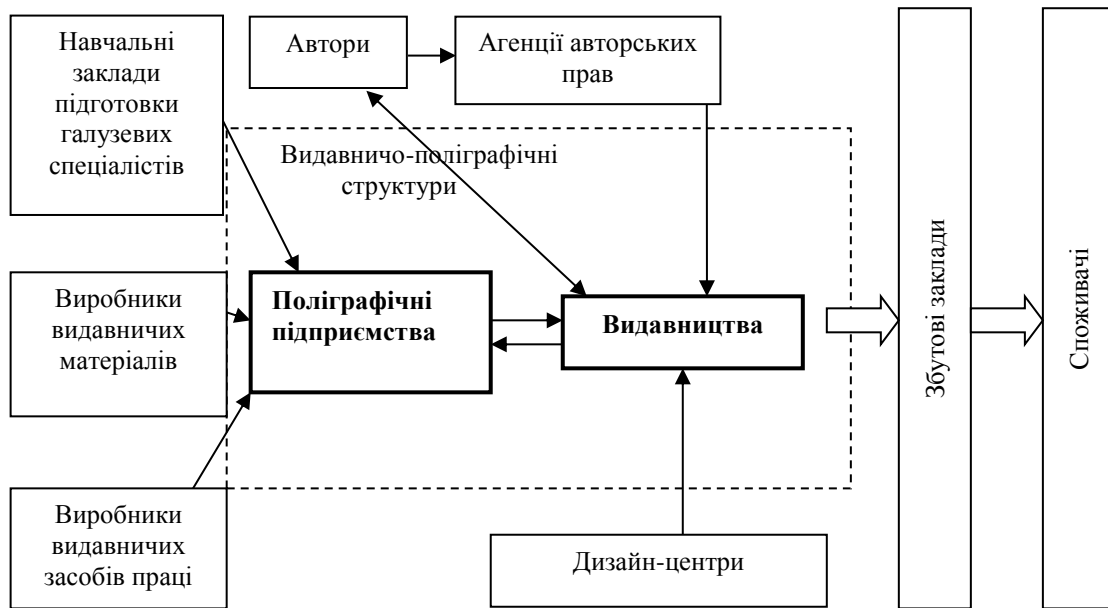 Навчальні
заклади
підготовки
галузевих
спеціалістів
Автори
Агенції авторських
прав
Видавничо-поліграфічні
структури
Виробники
видавничих
матеріалів
Поліграфічні
підприємства
Видавництва
Збутові заклади
Споживачі
Виробники
видавничих
засобів праці
Дизайн-центри